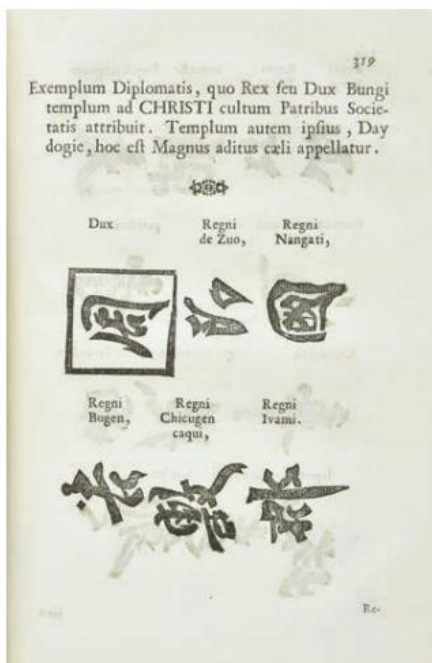 319
Exemplum Diplomatis, quo Rex ſeu Dux Bungi
templum ad CHRISTI cultum Patribus Socie-
tatis attribuit. Templum autem ipſius, Day
dogie, hoc eſt Magnus aditus cæli appellatur.
Dux Regni Regni
de Zuo, Nangati,
國
Regni Regni Regni
Bugen, Chicugen Ivami.
caqui,
Re-